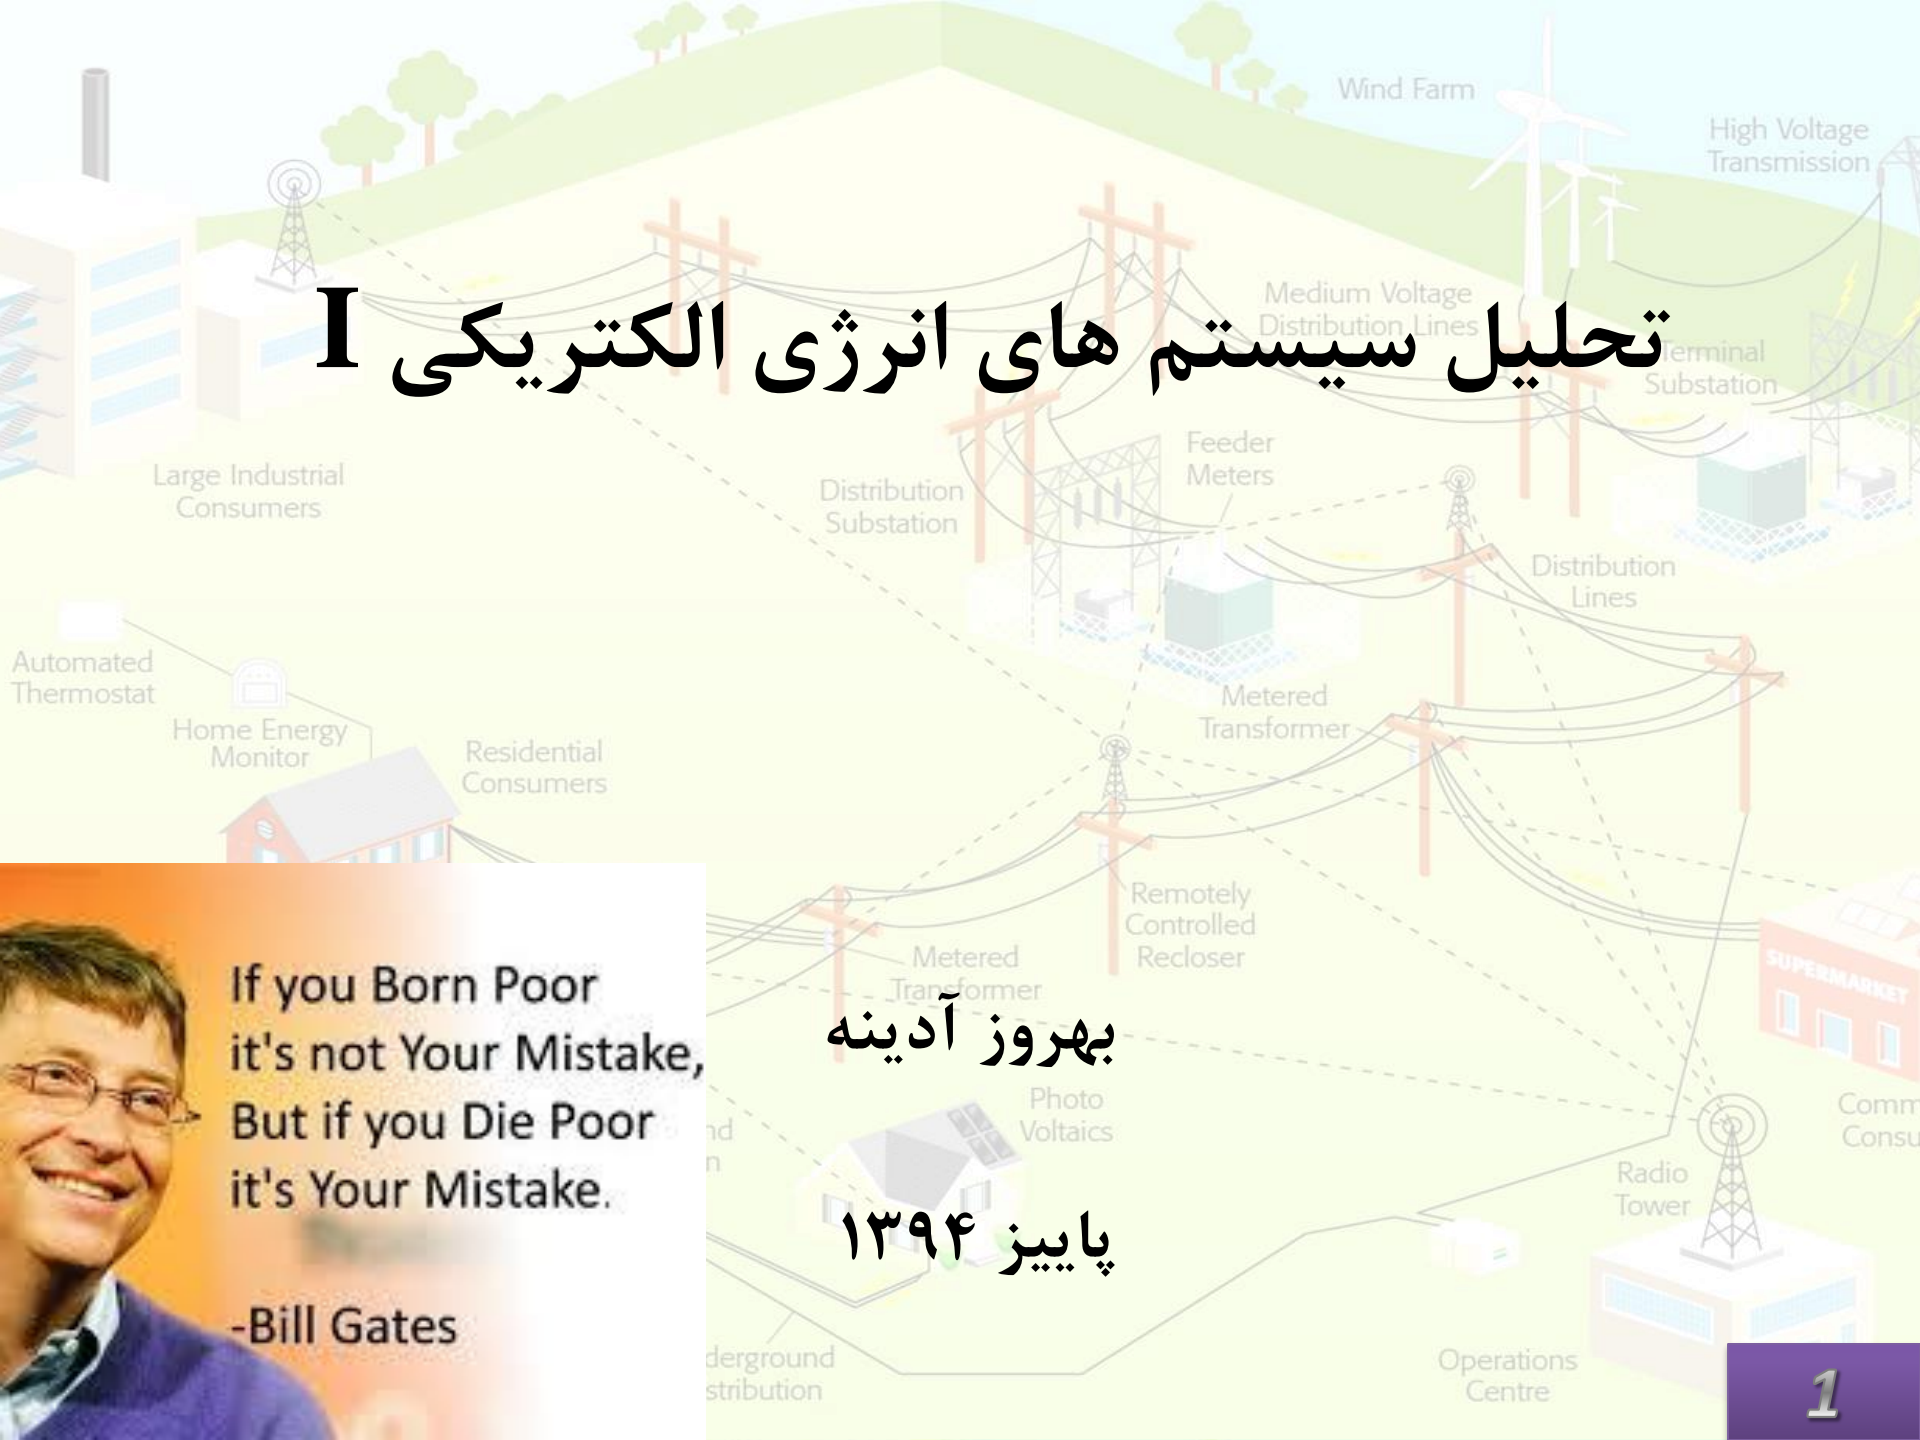 Wind Farm
High Voltage
Transmission
تحلیل سیستم های انرژی الکتریکی I
Medium Voltage
Distribution Lines
Terminal
Substation
Large Industrial
Consumers
Distribution
Substation
Feeder
Meters
Distribution
Lines
Automated
Thermostat
Home Energy
Monitor
Residential
Consumers
Metered
Transformer
Remotely
Controlled
Recloser
Metered
Transformer
SUPERMARKET
If you Born Poor
it's not Your Mistake,
But if you Die Poor
it's Your Mistake.
-Bill Gates
بهروز آدینه
Photo
Voltaics
پاییز ۱۳۹۴
Radio
Tower
Operations
Centre
1